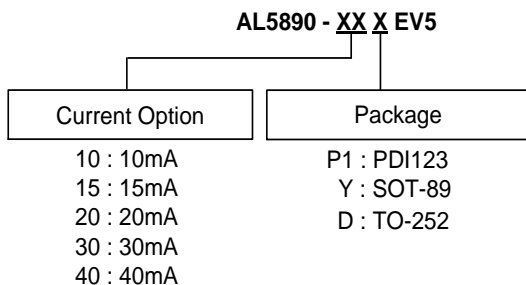 AL5890 - XX X EV5
Current Option
10 : 10mA
15 : 15mA
20 : 20mA
30 : 30mA
40 : 40mA
Package
P1 : PDI123
Y : SOT-89
D : TO-252